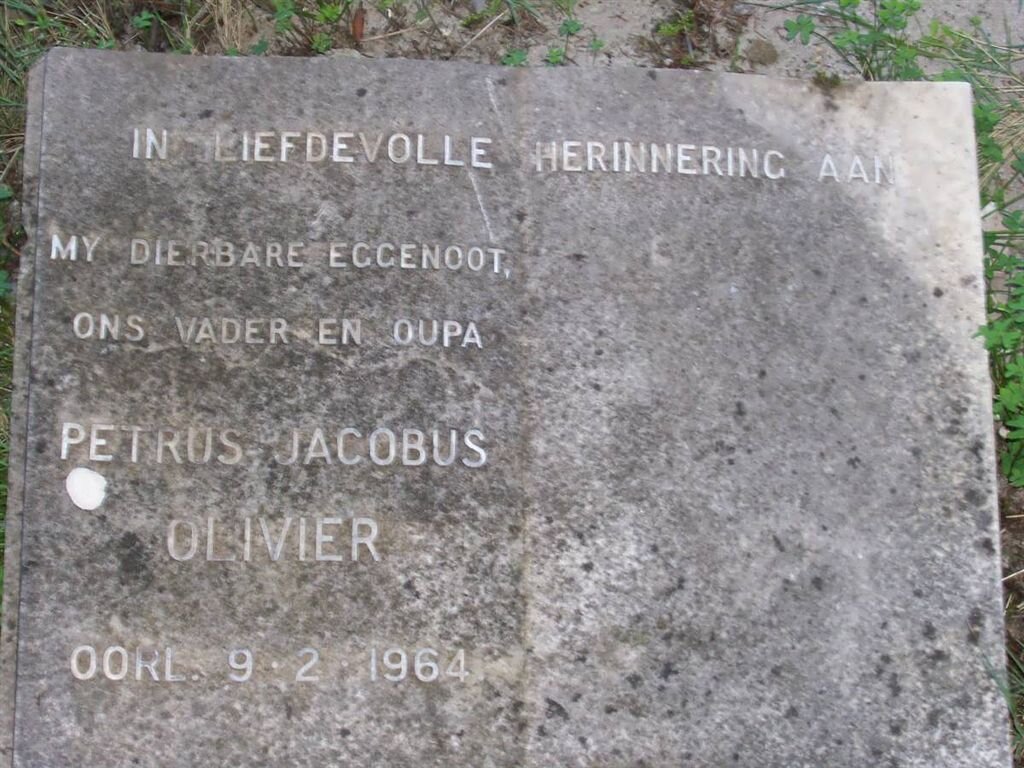 IN LIEFDEVOLLE HERINNERING AAN
MY DIERBARE EGGENOOT,
ONS VADER EN OUPA
PETRUS JACOBUS
OLIVIER
OORL. 9·2·1964